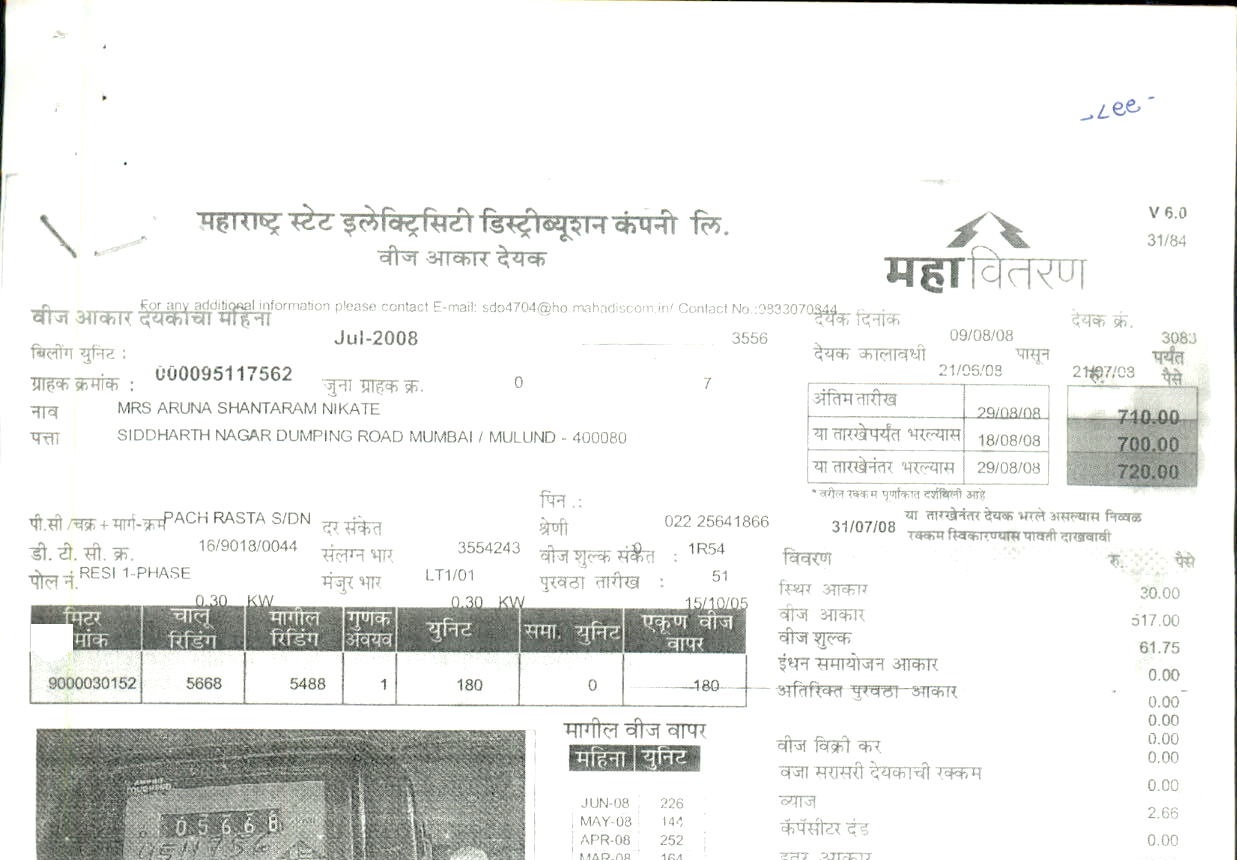 V 6.0
31/84
महाराष्ट्र स्टेट इलेक्ट्रिसिटी डिस्ट्रीब्यूशन कंपनी लि.
वीज आकार देयक
महावितरण
For any additional information please contact E-mail: sdo4704@ho.mahadiscom.in/ Contact No.:9833070844
वीज आकार देयकाचा महिना
Jul-2008
बिलींग युनिट : 3556
ग्राहक क्रमांक : 000095117562 जुना ग्राहक क्र. 0 7
नाव MRS ARUNA SHANTARAM NIKATE
पत्ता SIDDHARTH NAGAR DUMPING ROAD MUMBAI / MULUND - 400080
देयक दिनांक 09/08/08 देयक क्रं.
देयक कालावधी 21/06/08 पासून 21/07/08 पर्यंत
रु. पैसे
अंतिम तारीख 29/08/08 710.00
या तारखेपर्यंत भरल्यास 18/08/08 700.00
या तारखेनंतर भरल्यास 29/08/08 720.00
* वरील रक्कम पूर्णांकात दर्शविली आहे
31/07/08 या तारखेनंतर देयक भरले असल्यास निव्वळ
रक्कम स्विकारण्यास पावती दाखवावी
पिन .:
पी.सी /चक्र + मार्ग-क्रम PACH RASTA S/DN दर संकेत श्रेणी 022 25641866
डी. टी. सी. क्र. 16/9018/0044 संलग्न भार 3554243 वीज शुल्क संकेत : 1R54
पोल नं. RESI 1-PHASE मंजुर भार LT1/01 पुरवठा तारीख : 51
0.30 KW 0.30 KW 15/10/05
मिटर चालू रिडिंग मागील रिडिंग गुणक अवयव युनिट समा. युनिट एकूण वीज वापर
9000030152 5668 5488 1 180 0 180
विवरण रु. पैसे
स्थिर आकार 30.00
वीज आकार 517.00
वीज शुल्क 61.75
इंधन समायोजन आकार 0.00
अतिरिक्त पुरवठा आकार 0.00
0.00
वीज विक्री कर 0.00
0.00
वजा सरासरी देयकाची रक्कम 0.00
व्याज 2.66
कॅपॅसीटर दंड 0.00
इतर आकार
मागील वीज वापर
महिना युनिट
JUN-08 226
MAY-08 144
APR-08 252
MAR-08 164
05668